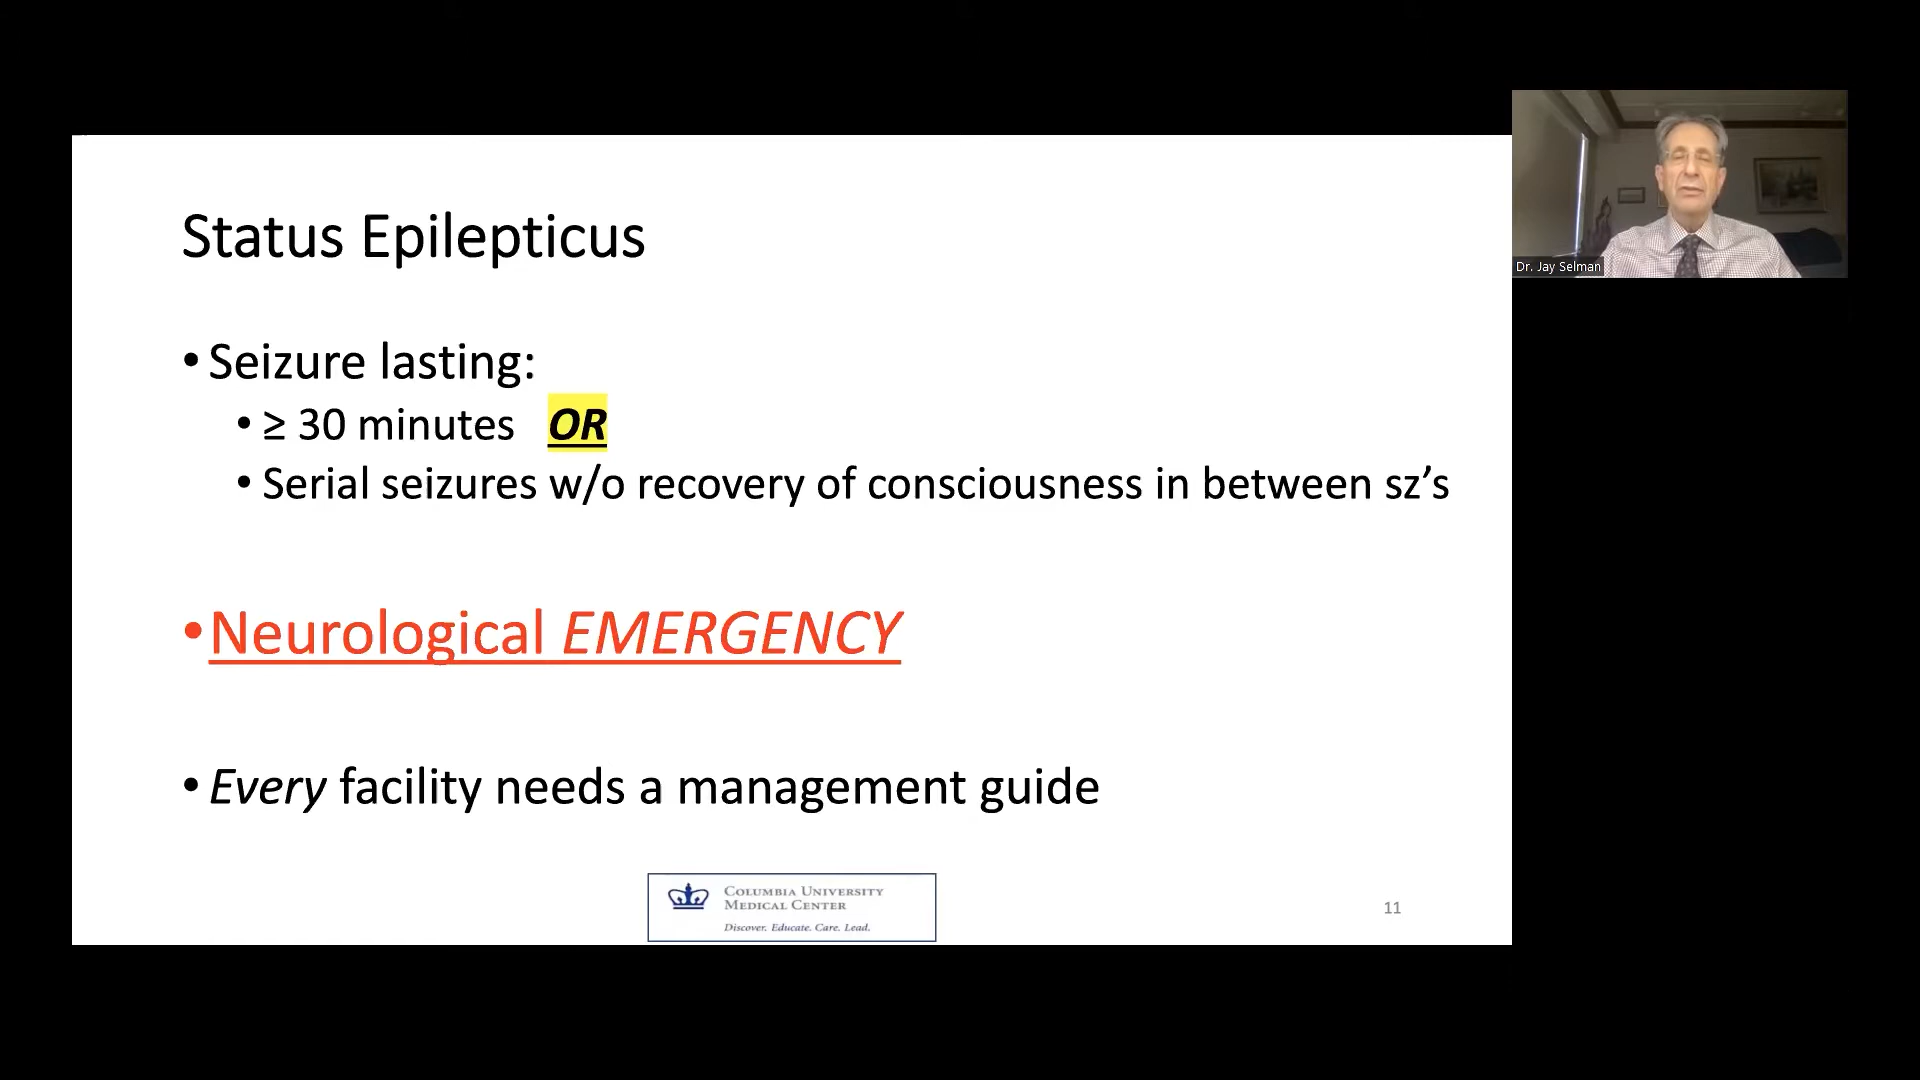 Status Epilepticus
• Seizure lasting:
• ≥ 30 minutes OR
• Serial seizures w/o recovery of consciousness in between sz’s
• Neurological EMERGENCY
• Every facility needs a management guide
COLUMBIA UNIVERSITY
MEDICAL CENTER
Discover. Educate. Care. Lead.
11
Dr. Jay Selman